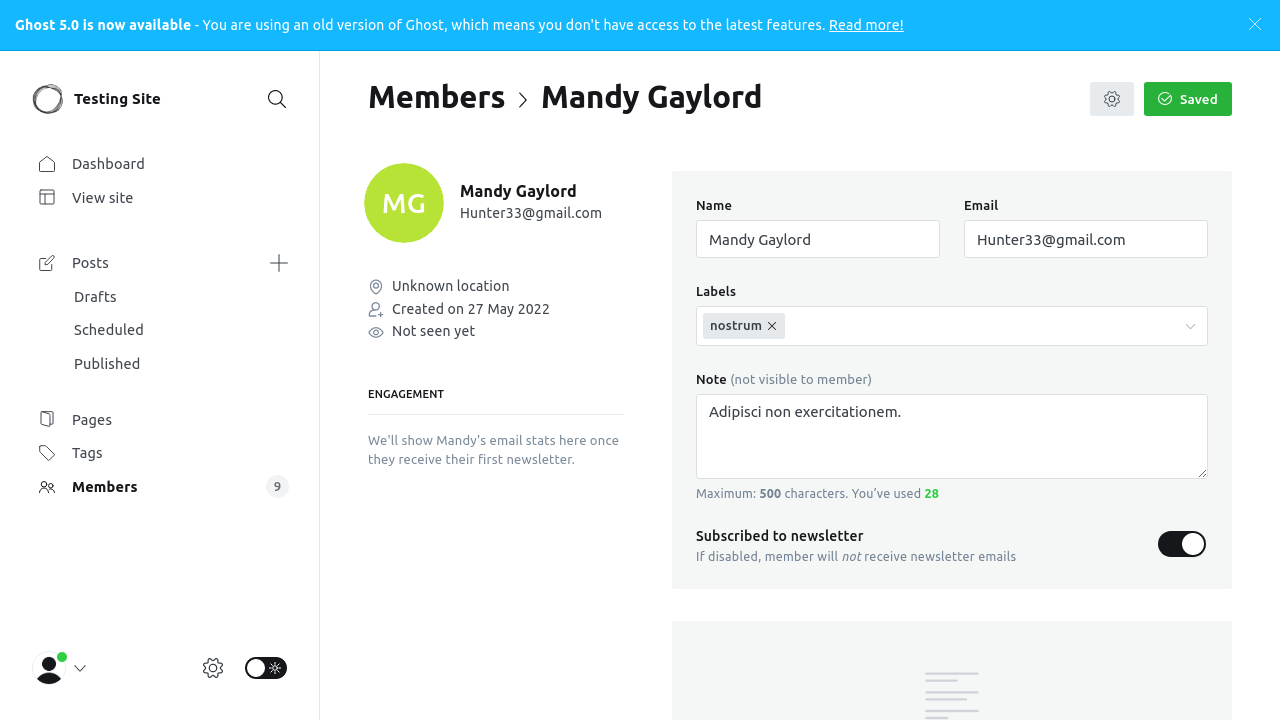 Ghost 5.0 is now available - You are using an old version of Ghost, which means you don't have access to the latest features. Read more!
Testing Site
Dashboard
View site
Posts
Drafts
Scheduled
Published
Pages
Tags
Members 9
Members > Mandy Gaylord
Saved
MG
Mandy Gaylord
Hunter33@gmail.com
Unknown location
Created on 27 May 2022
Not seen yet
ENGAGEMENT
We'll show Mandy's email stats here once
they receive their first newsletter.
Name Email
Mandy Gaylord Hunter33@gmail.com
Labels
nostrum
Note (not visible to member)
Adipisci non exercitationem.
Maximum: 500 characters. You’ve used 28
Subscribed to newsletter
If disabled, member will not receive newsletter emails